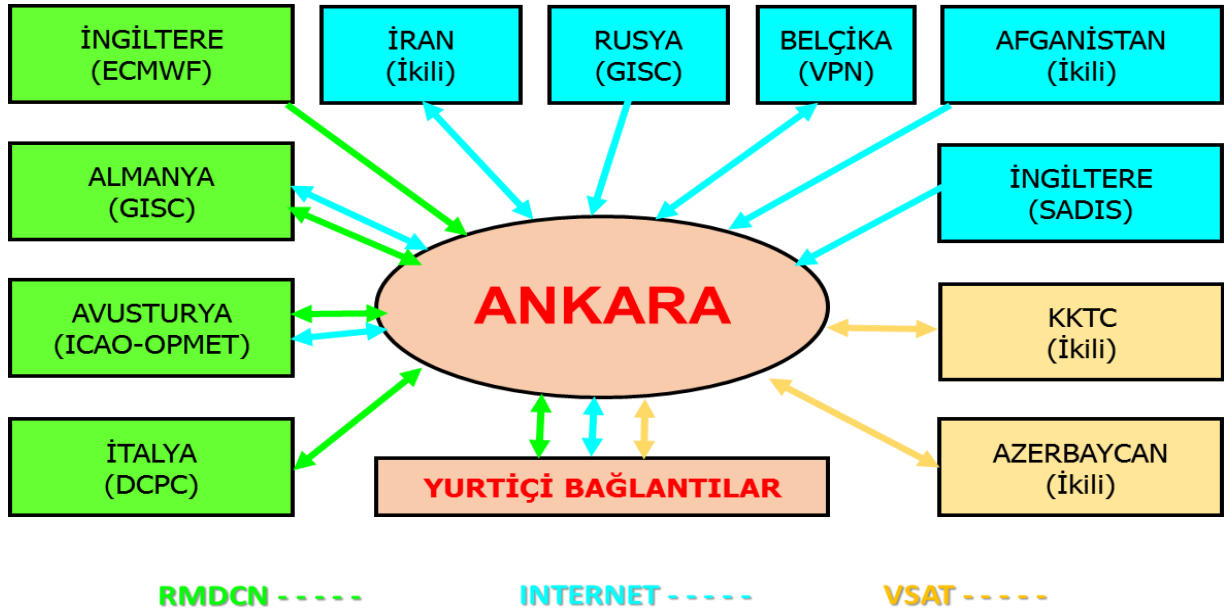 İNGİLTERE
(ECMWF)
İRAN
(İkili)
RUSYA
(GISC)
BELÇİKA
(VPN)
AFGANİSTAN
(İkili)
ALMANYA
(GISC)
İNGİLTERE
(SADIS)
ANKARA
AVUSTURYA
(ICAO-OPMET)
KKTC
(İkili)
İTALYA
(DCPC)
YURTİÇİ BAĞLANTILAR
AZERBAYCAN
(İkili)
RMDCN - - - - - INTERNET - - - - - VSAT - - - - -